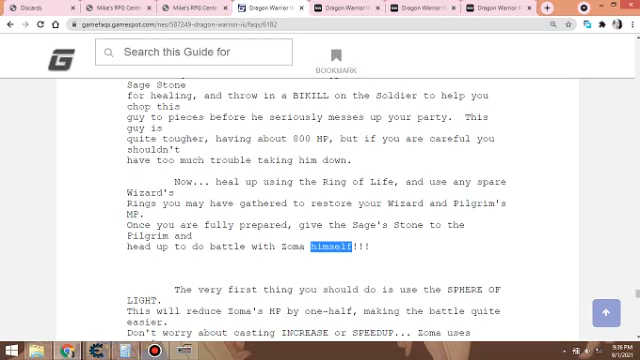 Discards
Mike's RPG Cente
Mike's RPG Cente
Dragon Warrior II
Dragon Warrior I
Dragon Warrior I
Dragon Warrior I
gamefaqs.gamespot.com/nes/587249-dragon-warrior-iii/faqs/6182
Search this Guide for
BOOKMARK
Sage Stone
for healing, and throw in a BIKILL on the Soldier to help you
chop this
guy to pieces before he seriously messes up your party. This
guy is
quite tougher, having about 800 HP, but if you are careful you
shouldn't
have too much trouble taking him down.
Now... heal up using the Ring of Life, and use any spare
Wizard's
Rings you may have gathered to restore your Wizard and Pilgrim's
MP.
Once you are fully prepared, give the Sage's Stone to the
Pilgrim and
head up to do battle with Zoma himself!!!
The very first thing you should do is use the SPHERE OF
LIGHT.
This will reduce Zoma's HP by one-half, making the battle quite
easier.
Don't worry about casting INCREASE or SPEEDUP... Zoma uses
9:36 PM
9/1/2021